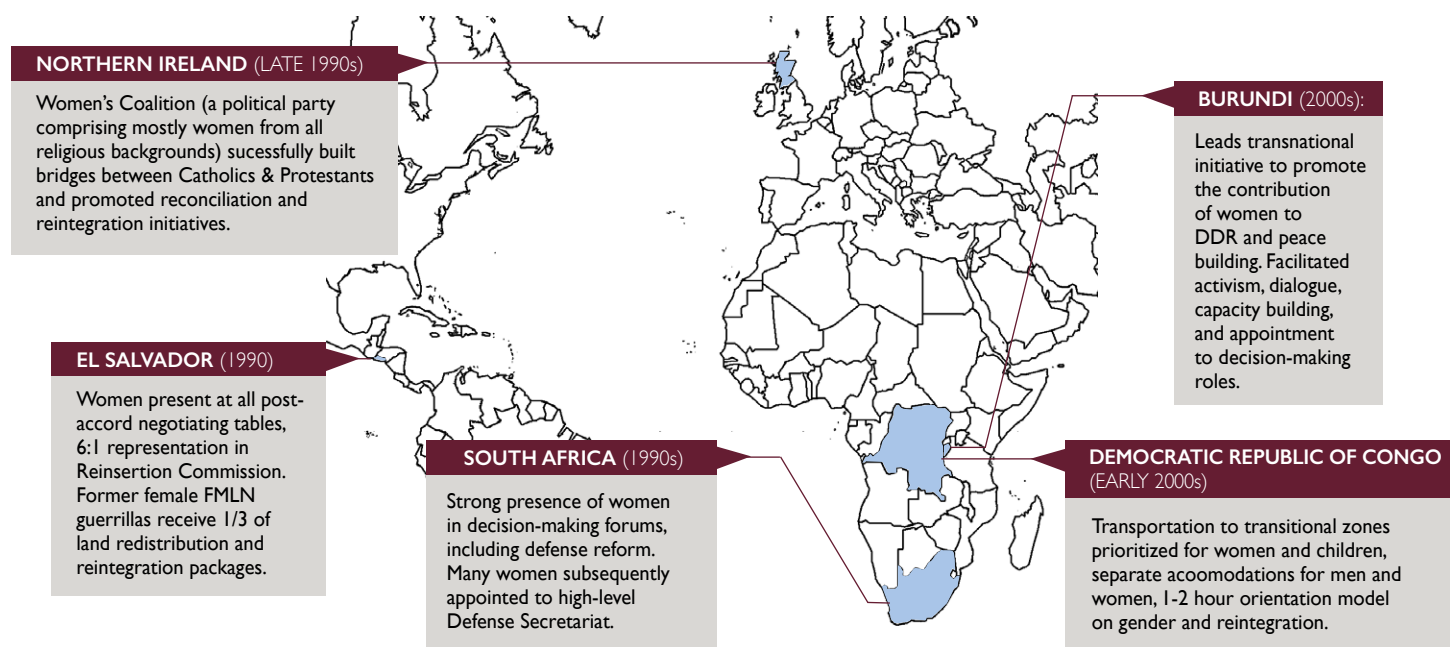 NORTHERN IRELAND (LATE 1990s)
Women's Coalition (a political party
comprising mostly women from all
religious backgrounds) sucessfully built
bridges between Catholics & Protestants
and promoted reconciliation and
reintegration initiatives.
BURUNDI (2000s):
Leads transnational
initiative to promote
the contribution
of women to
DDR and peace
building. Facilitated
activism, dialogue,
capacity building,
and appointment
to decision-making
roles.
EL SALVADOR (1990)
Women present at all post-
accord negotiating tables,
6:1 representation in
Reinsertion Commission.
Former female FMLN
guerrillas receive 1/3 of
land redistribution and
reintegration packages.
SOUTH AFRICA (1990s)
Strong presence of women
in decision-making forums,
including defense reform.
Many women subsequently
appointed to high-level
Defense Secretariat.
DEMOCRATIC REPUBLIC OF CONGO
(EARLY 2000s)
Transportation to transitional zones
prioritized for women and children,
separate acoomodations for men and
women, 1-2 hour orientation model
on gender and reintegration.